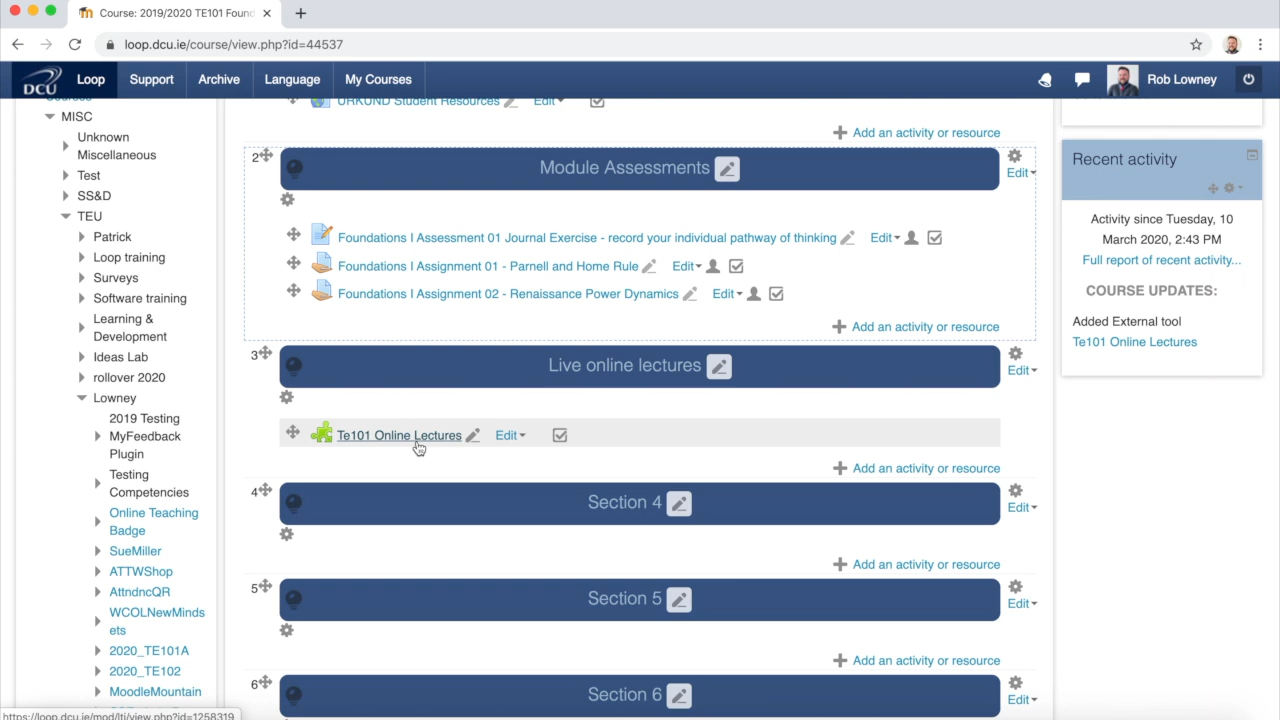 Course: 2019/2020 TE101 Found
loop.dcu.ie/course/view.php?id=44537
DCU
Loop
Support
Archive
Language
My Courses
Rob Lowney
Courses
MISC
Unknown
Miscellaneous
Test
SS&D
TEU
Patrick
Loop training
Surveys
Software training
Learning &
Development
Ideas Lab
rollover 2020
Lowney
2019 Testing
MyFeedback
Plugin
Testing
Competencies
Online Teaching
Badge
SueMiller
ATTWShop
AttndncQR
WCOLNewMinds
ets
2020_TE101A
2020_TE102
MoodleMountain
URKUND Student Resources Edit
Add an activity or resource
2
Module Assessments
Edit
Foundations I Assessment 01 Journal Exercise - record your individual pathway of thinking Edit
Foundations I Assignment 01 - Parnell and Home Rule Edit
Foundations I Assignment 02 - Renaissance Power Dynamics Edit
Add an activity or resource
3
Live online lectures
Edit
Te101 Online Lectures Edit
Add an activity or resource
4
Section 4
Edit
Add an activity or resource
5
Section 5
Edit
Add an activity or resource
6
Section 6
Edit
Recent activity
Activity since Tuesday, 10
March 2020, 2:43 PM
Full report of recent activity...
COURSE UPDATES:
Added External tool
Te101 Online Lectures
https://loop.dcu.ie/mod/lti/view.php?id=1258319